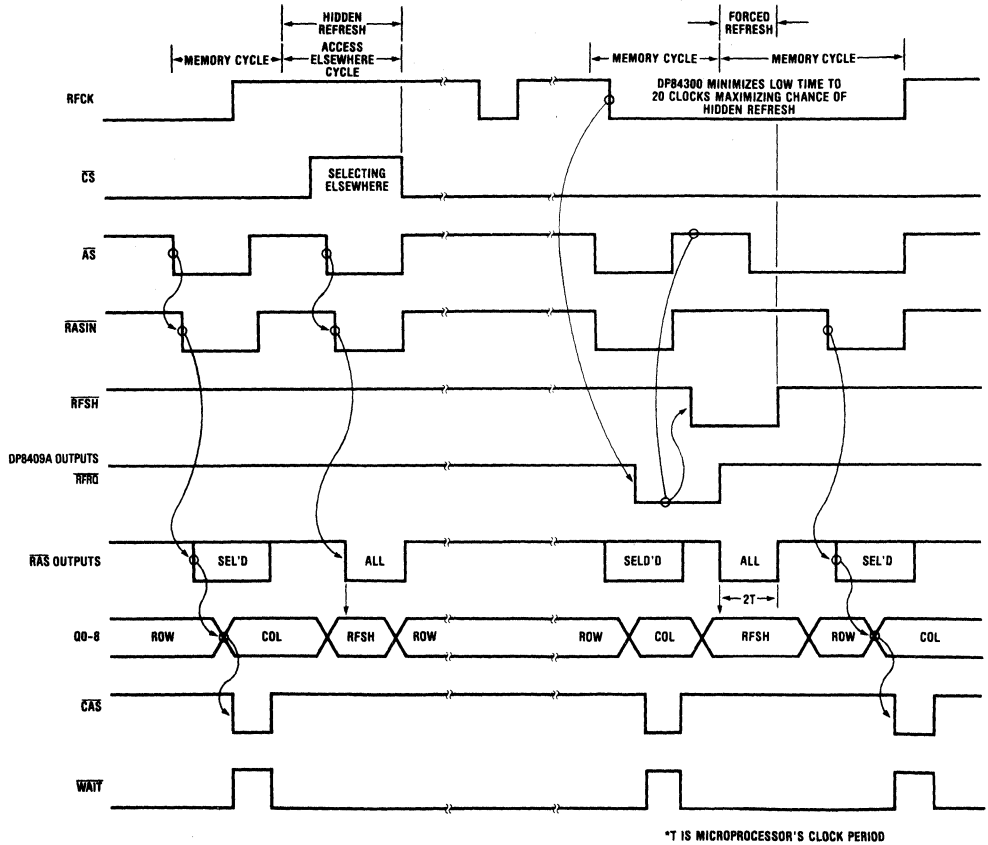 HIDDEN
REFRESH
FORCED
REFRESH
MEMORY CYCLE
ACCESS
ELSEWHERE
CYCLE
MEMORY CYCLE
MEMORY CYCLE
RFCK
DP84300 MINIMIZES LOW TIME TO
20 CLOCKS MAXIMIZING CHANCE OF
HIDDEN REFRESH
CS
SELECTING
ELSEWHERE
AS
RASIN
RFSH
DP8409A OUTPUTS
RFRQ
RAS OUTPUTS
SEL'D
ALL
SELD'D
ALL
SEL'D
2T
Q0-8
ROW
COL
RFSH
ROW
ROW
COL
RFSH
ROW
COL
CAS
WAIT
*T IS MICROPROCESSOR'S CLOCK PERIOD